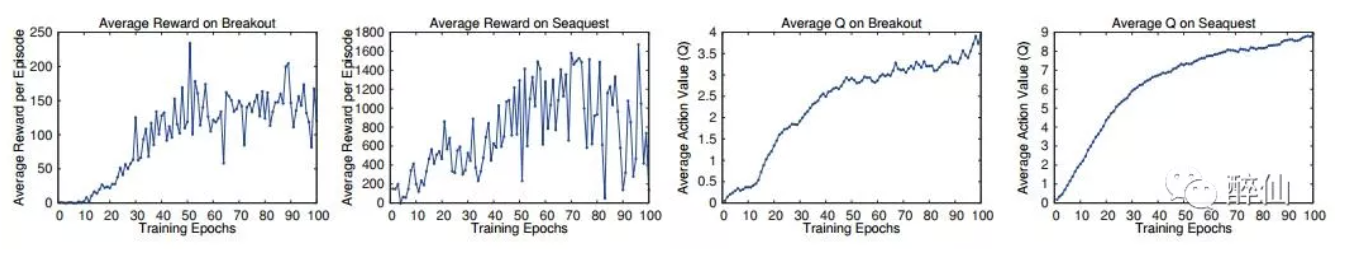 Average Reward on Breakout
Average Reward per Episode
250
200
150
100
50
0
0 10 20 30 40 50 60 70 80 90 100
Training Epochs
Average Reward on Seaquest
Average Reward per Episode
1800
1600
1400
1200
1000
800
600
400
200
0
0 10 20 30 40 50 60 70 80 90 100
Training Epochs
Average Q on Breakout
Average Action Value (Q)
4
3.5
3
2.5
2
1.5
1
0.5
0
0 10 20 30 40 50 60 70 80 90 100
Training Epochs
Average Q on Seaquest
Average Action Value (Q)
9
8
7
6
5
4
3
2
1
0
0 10 20 30 40 50 60 70 80 90 100
Training Epochs
醉仙